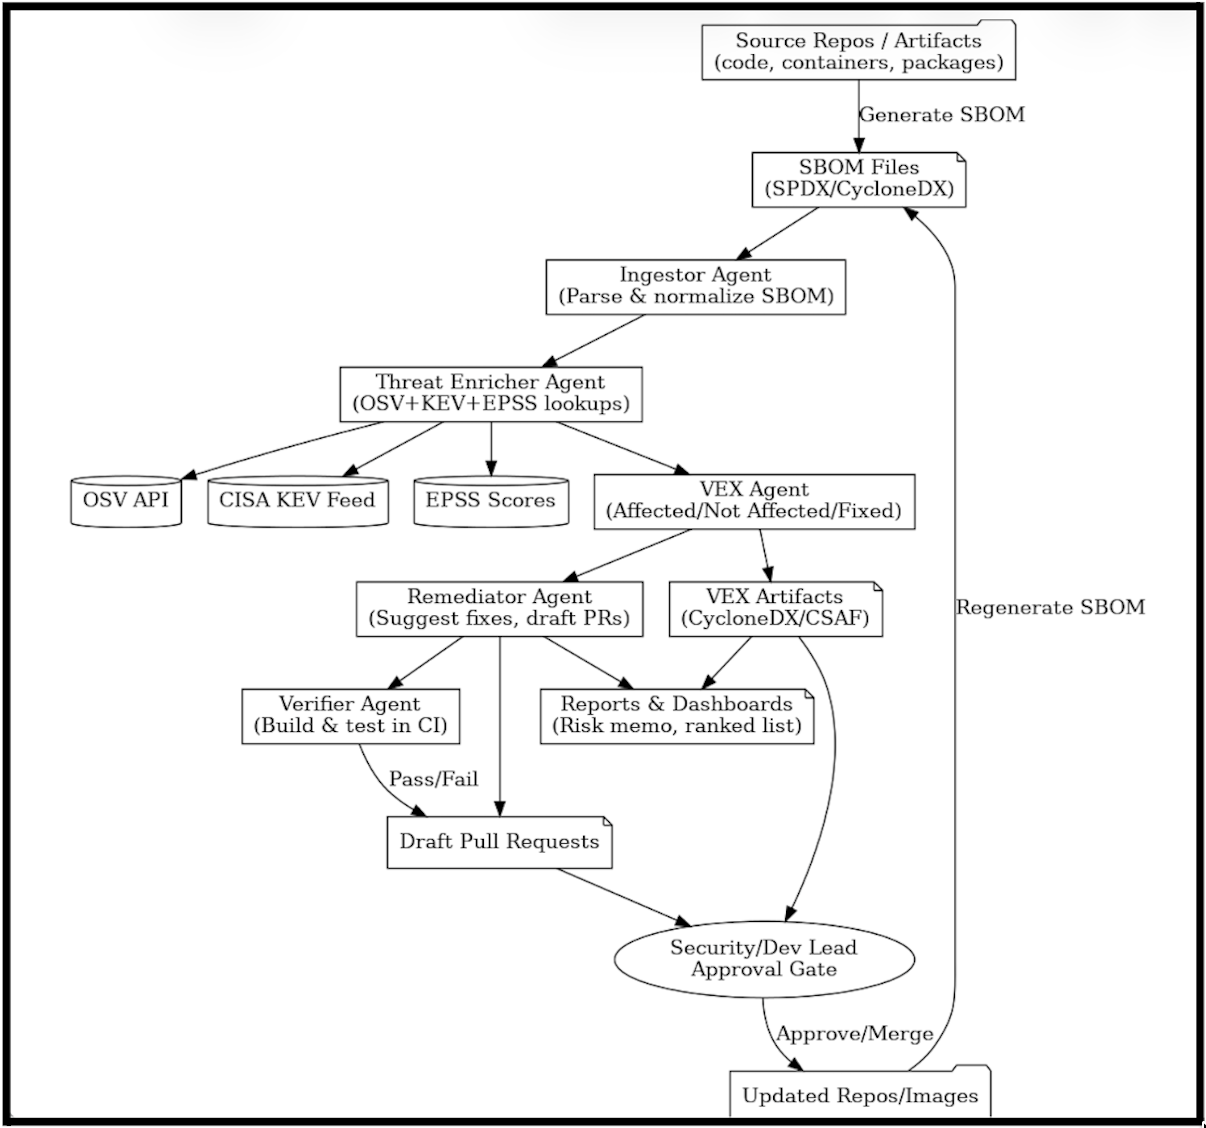 Source Repos / Artifacts
(code, containers, packages)
Generate SBOM
SBOM Files
(SPDX/CycloneDX)
Ingestor Agent
(Parse & normalize SBOM)
Threat Enricher Agent
(OSV+KEV+EPSS lookups)
OSV API
CISA KEV Feed
EPSS Scores
VEX Agent
(Affected/Not Affected/Fixed)
Remediator Agent
(Suggest fixes, draft PRs)
VEX Artifacts
(CycloneDX/CSAF)
Regenerate SBOM
Verifier Agent
(Build & test in CI)
Reports & Dashboards
(Risk memo, ranked list)
Pass/Fail
Draft Pull Requests
Security/Dev Lead
Approval Gate
Approve/Merge
Updated Repos/Images